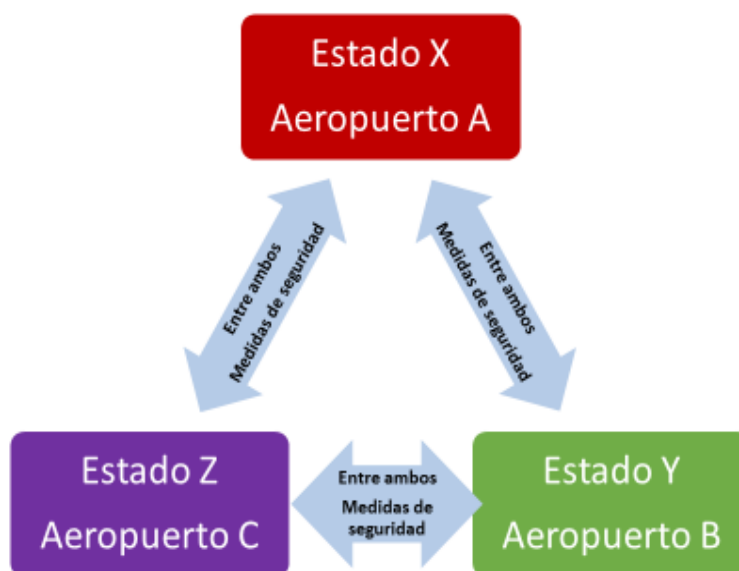 Estado X
Aeropuerto A
Entre ambos
Medidas de seguridad
Entre ambos
Medidas de seguridad
Estado Z
Aeropuerto C
Entre ambos
Medidas de
seguridad
Estado Y
Aeropuerto B